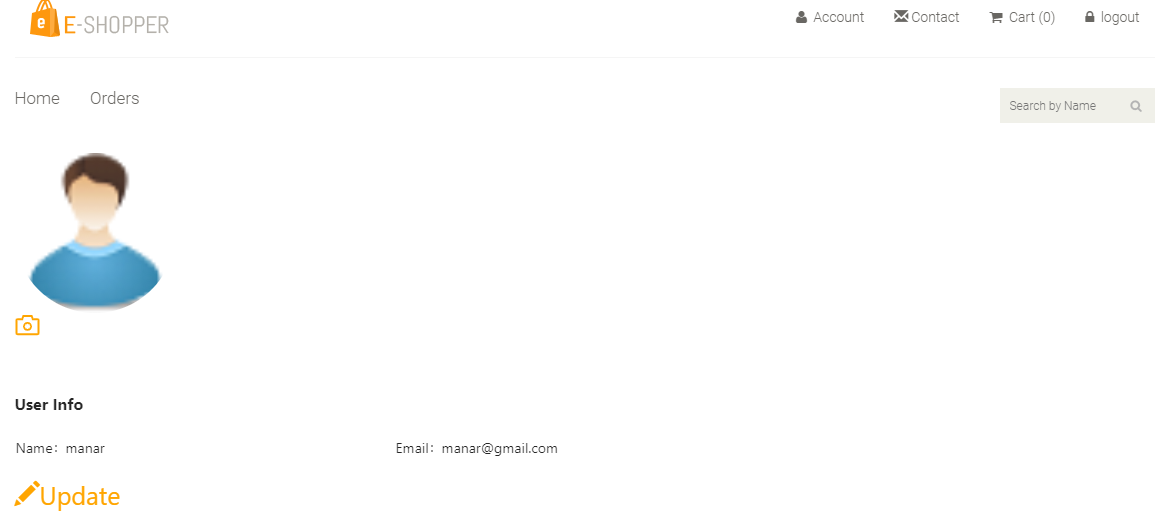 e E-SHOPPER
Account Contact Cart (0) logout
Home Orders
Search by Name
User Info
Name: manar Email: manar@gmail.com
Update